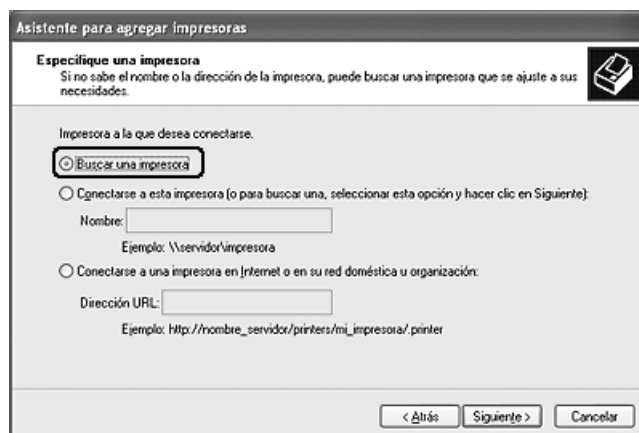 Asistente para agregar impresoras
Especifique una impresora
Si no sabe el nombre o la dirección de la impresora, puede buscar una impresora que se ajuste a sus
necesidades.
Impresora a la que desea conectarse.
Buscar una impresora
Conectarse a esta impresora (o para buscar una, seleccionar esta opción y hacer clic en Siguiente):
Nombre:
Ejemplo: \\servidor\impresora
Conectarse a una impresora en Internet o en su red doméstica u organización:
Dirección URL:
Ejemplo: http://nombre_servidor/printers/mi_impresora/.printer
< Atrás
Siguiente >
Cancelar